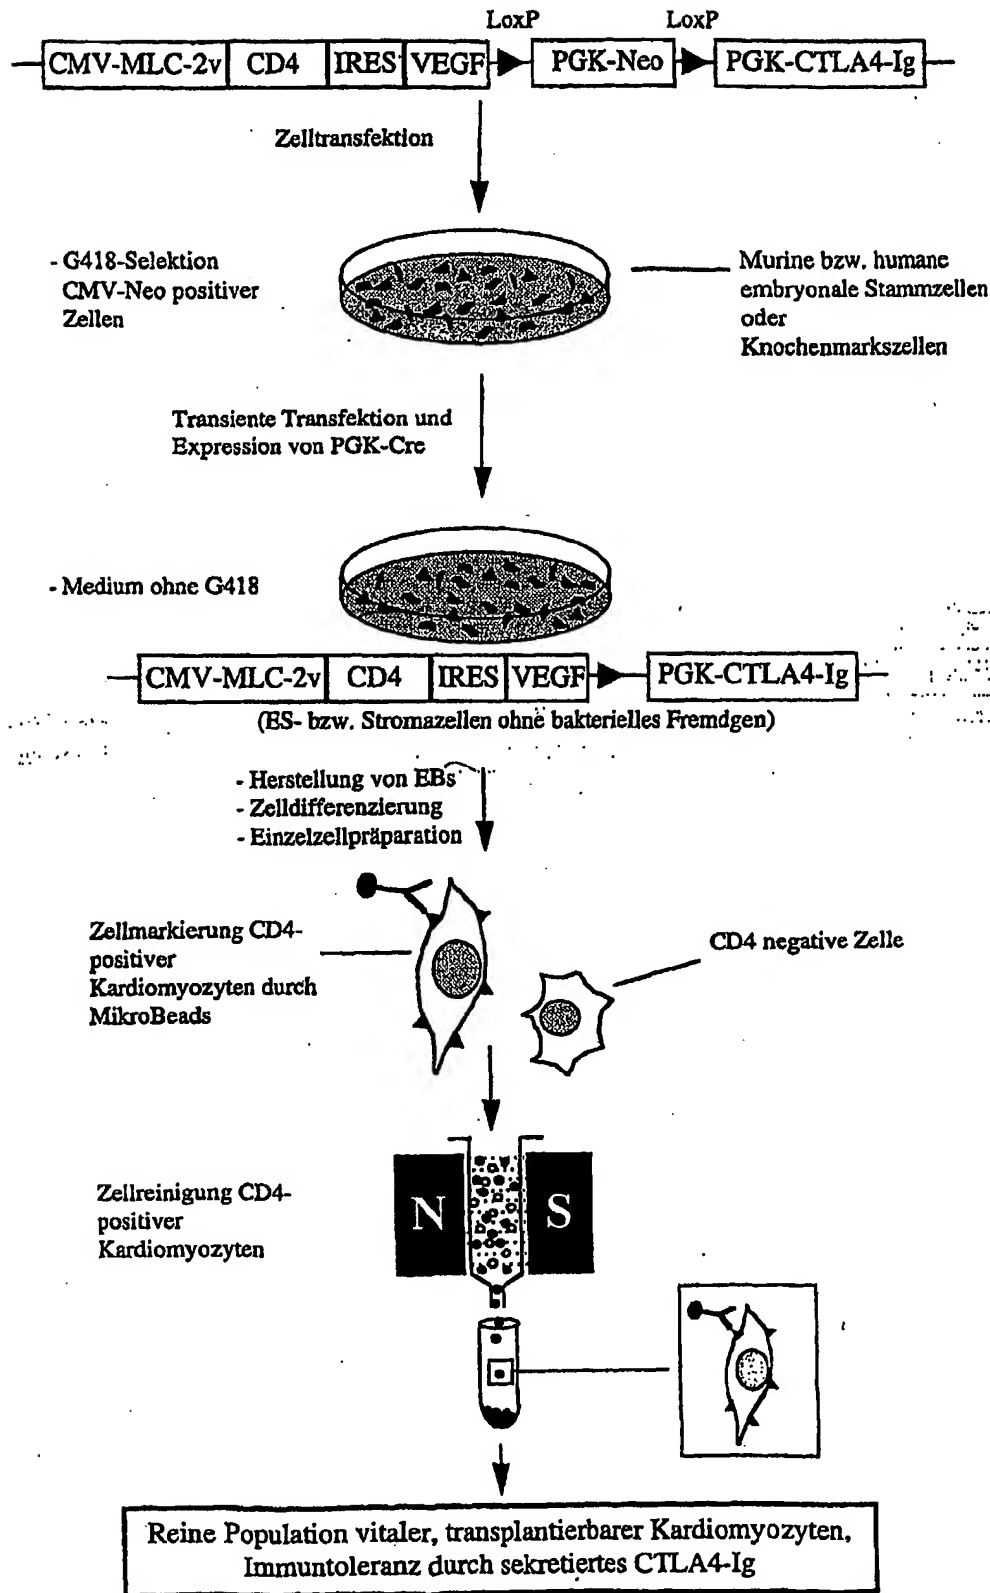 LoxP LoxP
CMV-MLC-2v CD4 IRES VEGF PGK-Neo PGK-CTLA4-Ig
Zelltransfektion
- G418-Selektion
CMV-Neo positiver
Zellen
Murine bzw. humane
embryonale Stammzellen
oder
Knochenmarkszellen
Transiente Transfektion und
Expression von PGK-Cre
- Medium ohne G418
CMV-MLC-2v CD4 IRES VEGF PGK-CTLA4-Ig
(ES- bzw. Stromazellen ohne bakterielles Fremdgen)
- Herstellung von EBs
- Zelldifferenzierung
- Einzelzellpräparation
Zellmarkierung CD4-
positiver
Kardiomyozyten durch
MikroBeads
CD4 negative Zelle
Zellreinigung CD4-
positiver
Kardiomyozyten
N S
Reine Population vitaler, transplantierbarer Kardiomyozyten,
Immuntoleranz durch sekretiertes CTLA4-Ig